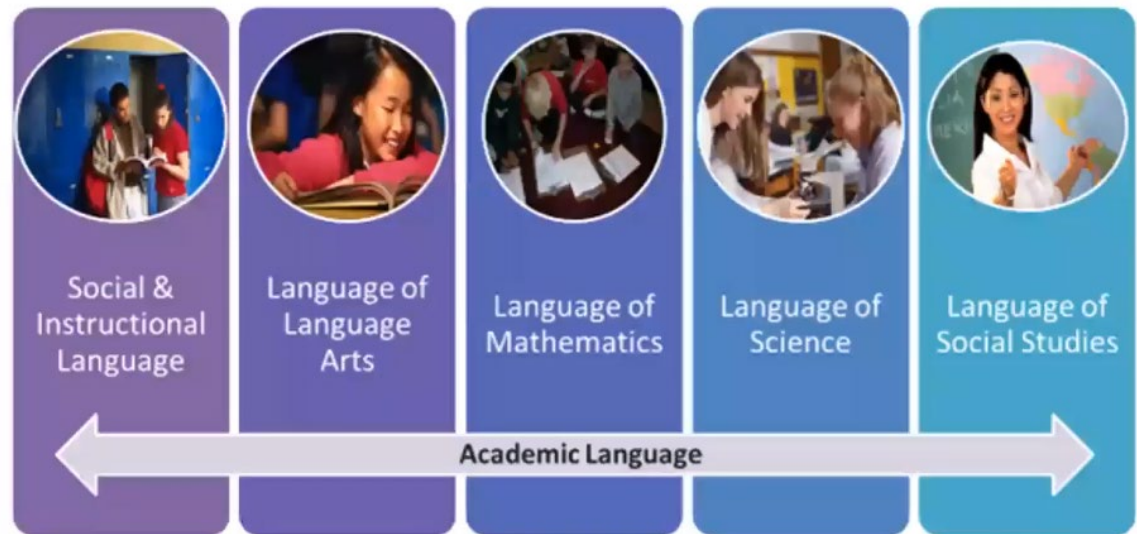 Social &
Instructional
Language
Language of
Language
Arts
Language of
Mathematics
Language of
Science
Language of
Social Studies
Academic Language